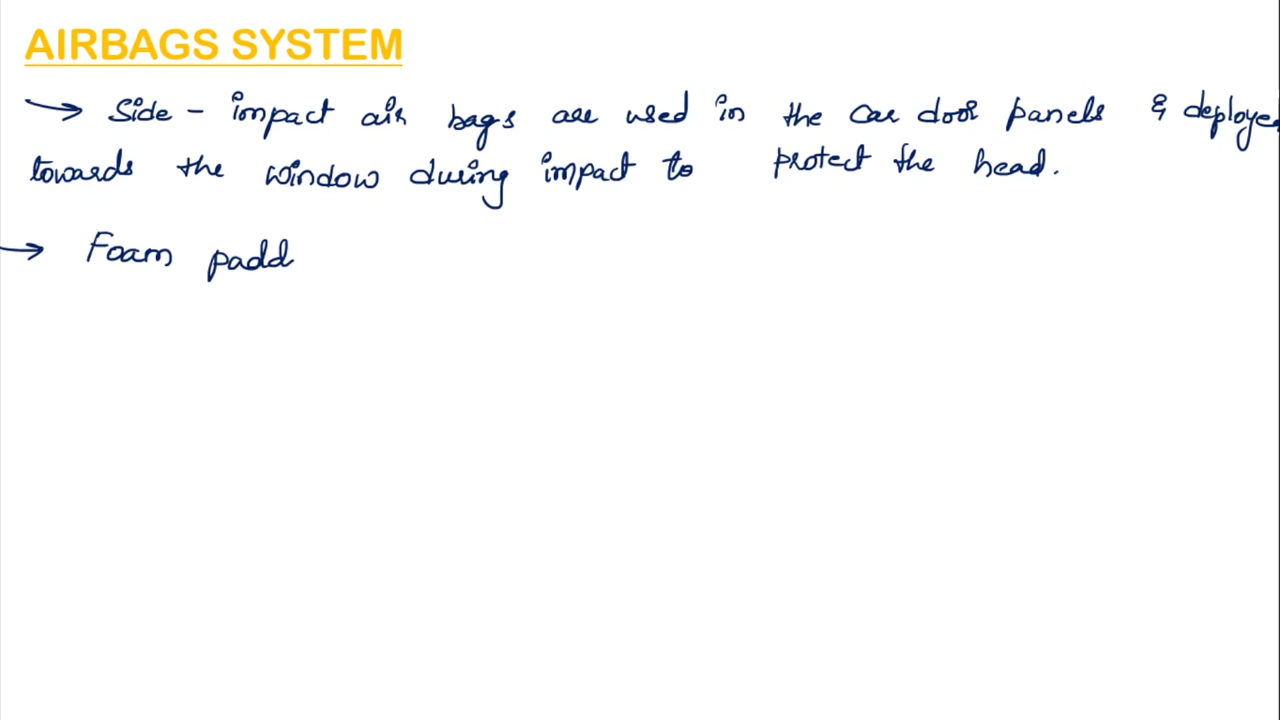 AIRBAGS SYSTEM
→ Side - impact air bags are used in the car door panels & deployed
towards the window during impact to protect the head.
→ Foam padd